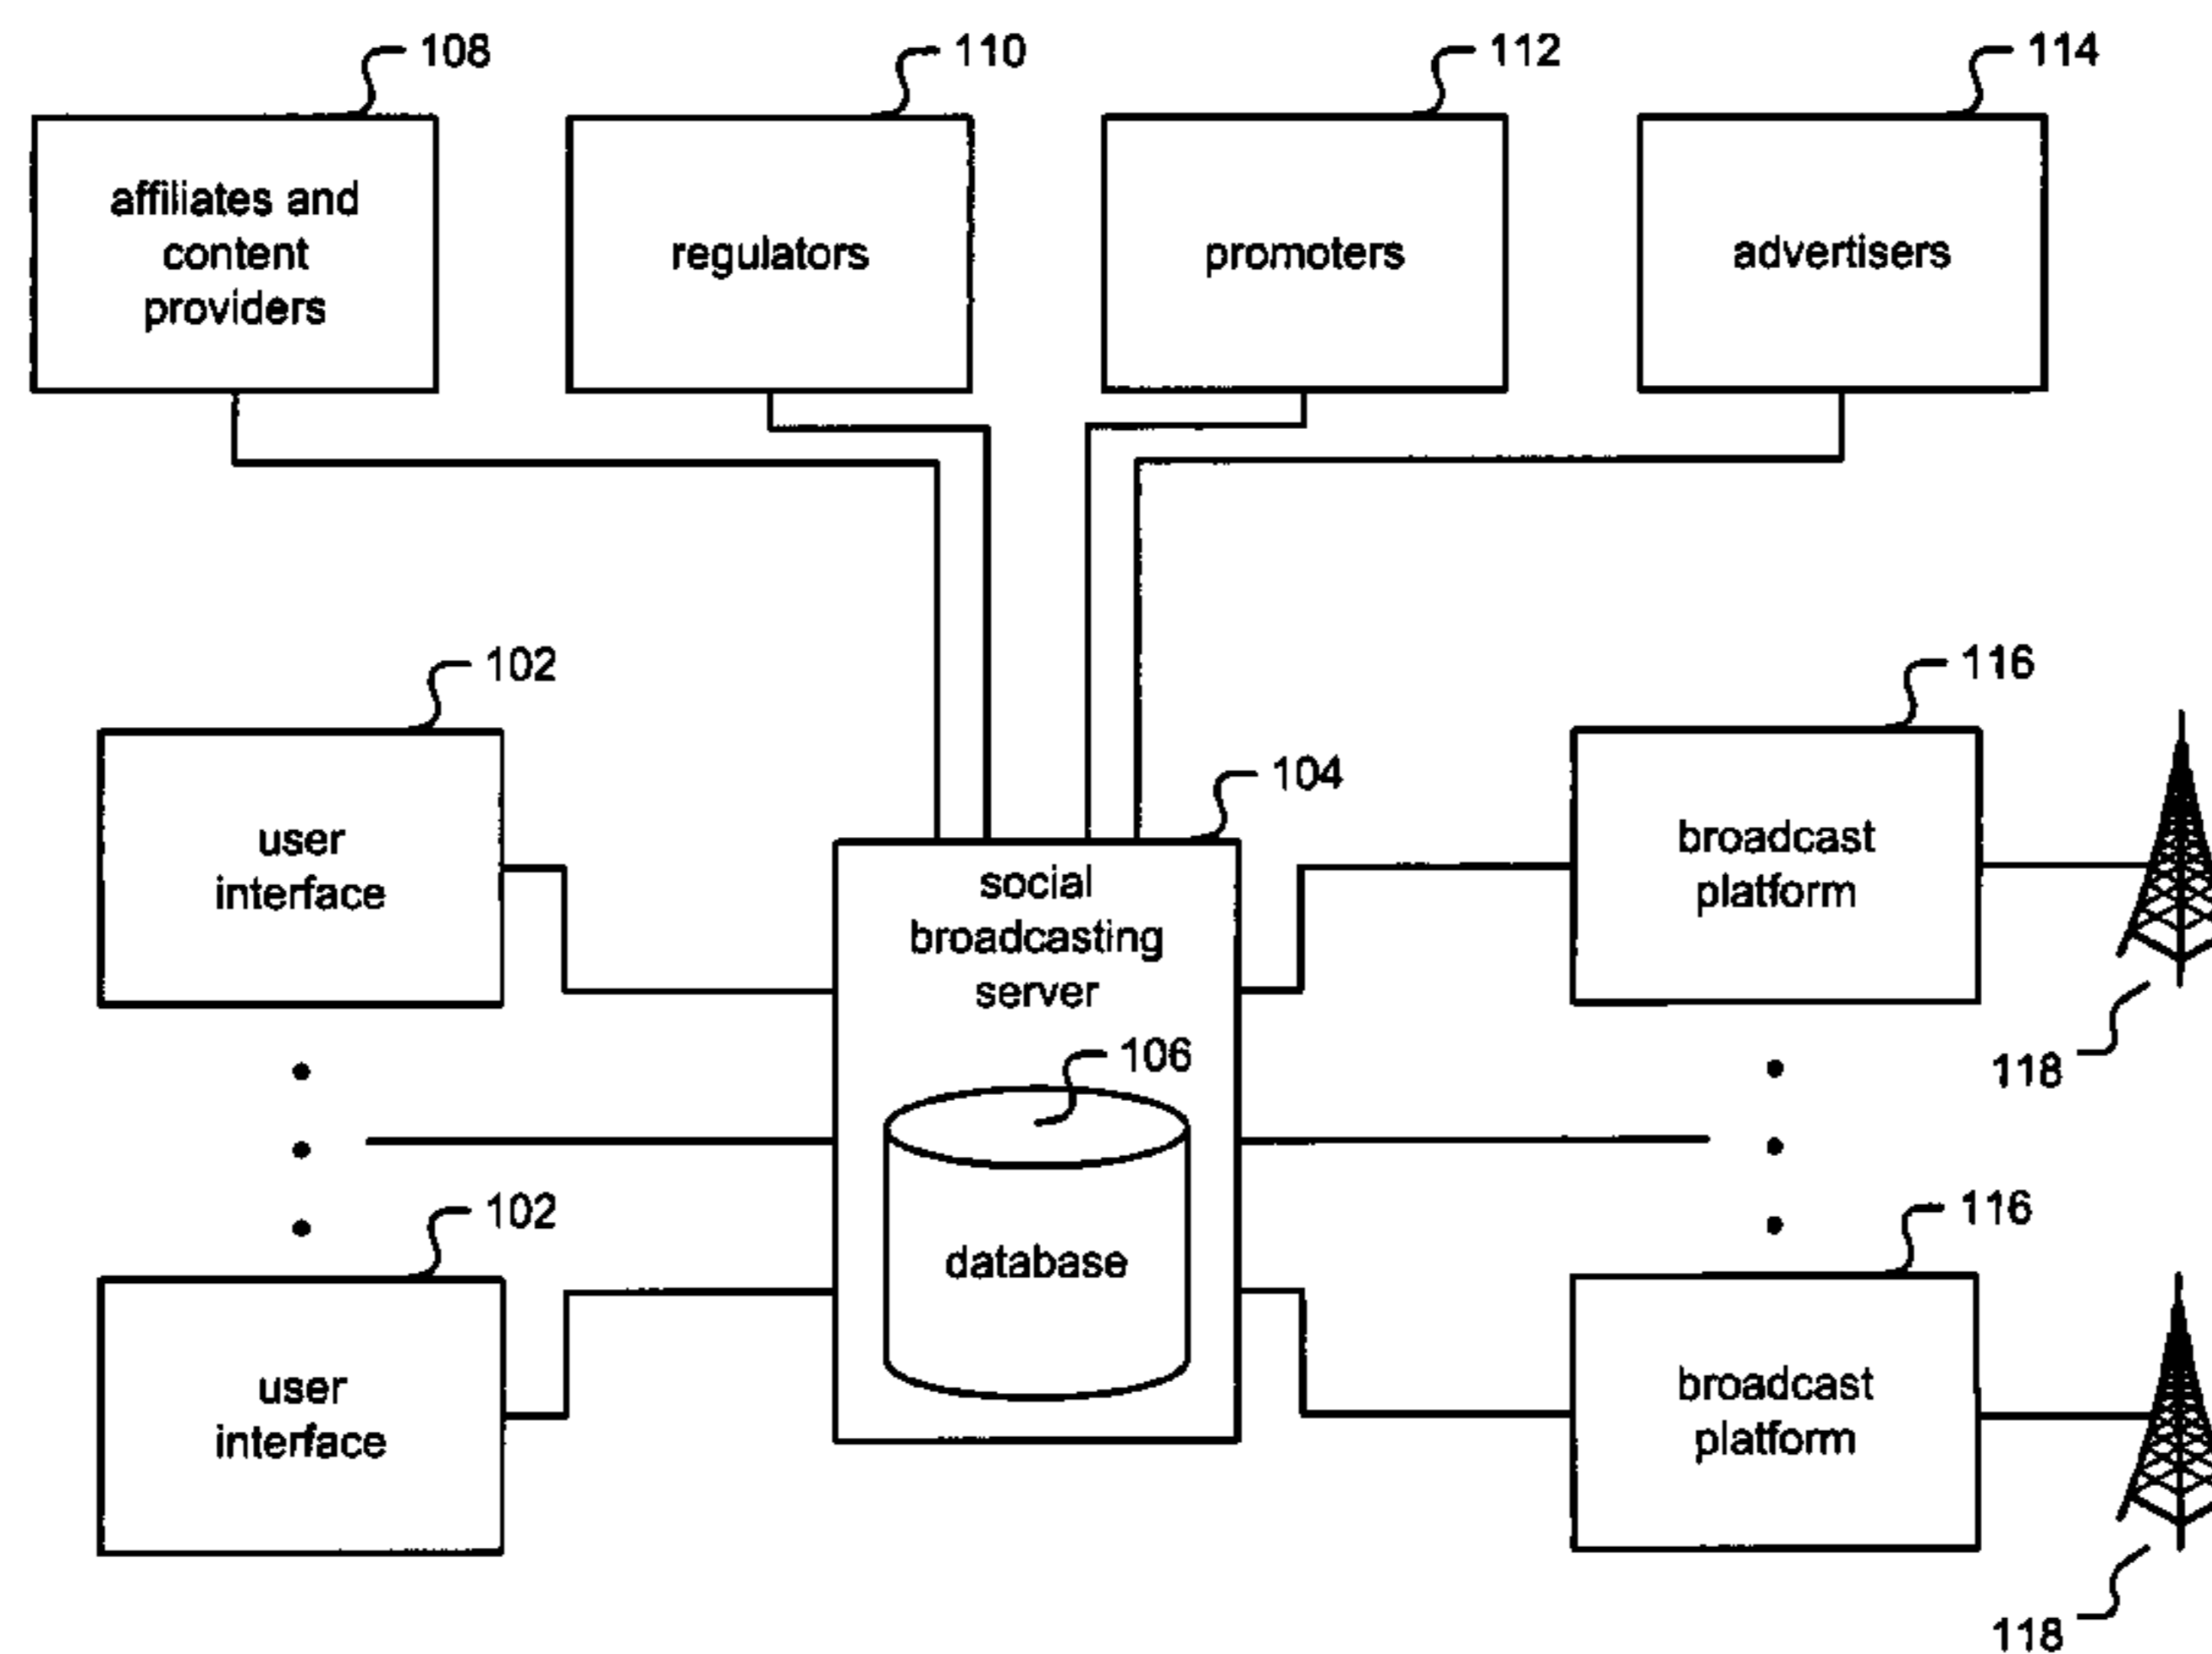 108
110
112
114
affiliates and
content
providers
regulators
promoters
advertisers
102
116
104
user
interface
social
broadcasting
server
broadcast
platform
106
118
102
116
database
user
interface
broadcast
platform
118